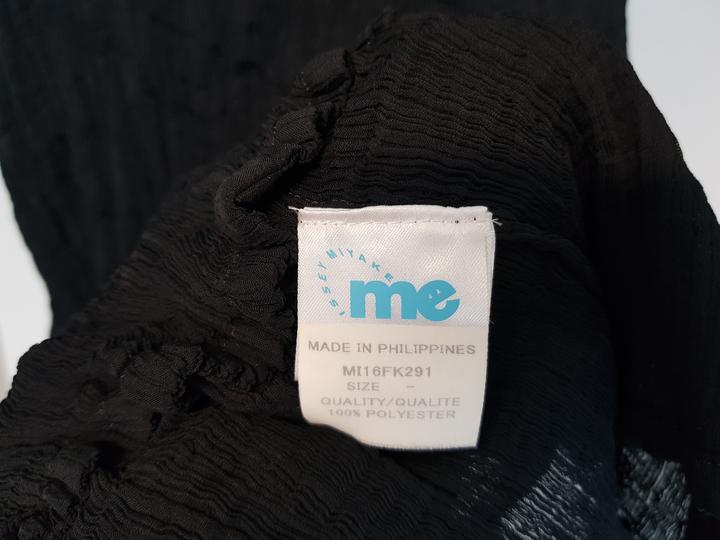 ISSEY MIYAKE
me
MADE IN PHILIPPINES
MI16FK291
SIZE -
QUALITY/QUALITE
100% POLYESTER